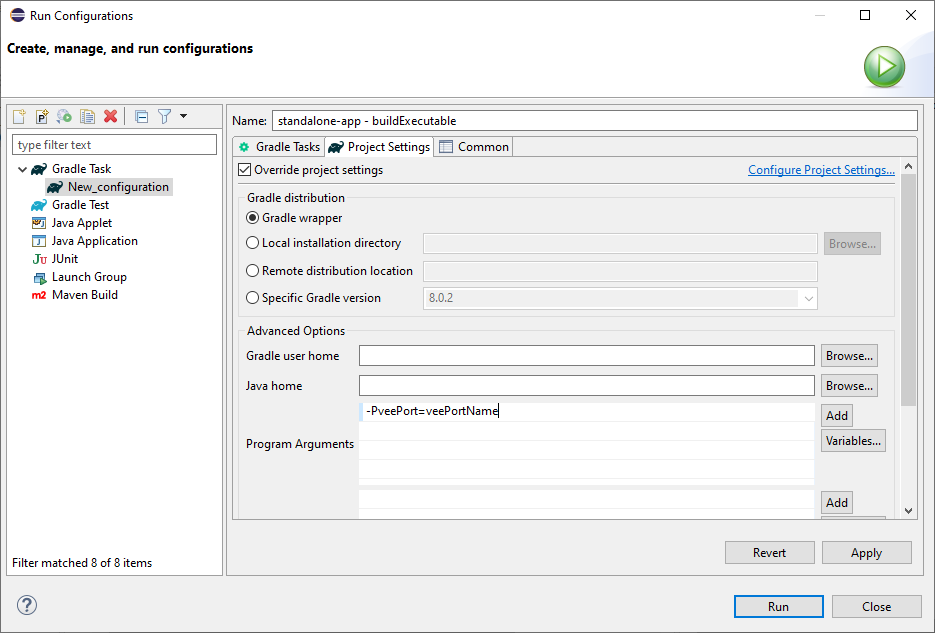 Run Configurations
Create, manage, and run configurations
type filter text
Gradle Task
New_configuration
Gradle Test
Java Applet
Java Application
Ju JUnit
Launch Group
m2 Maven Build
Filter matched 8 of 8 items
Name: standalone-app - buildExecutable
Gradle Tasks Project Settings Common
Override project settings Configure Project Settings...
Gradle distribution
Gradle wrapper
Local installation directory Browse...
Remote distribution location
Specific Gradle version 8.0.2
Advanced Options
Gradle user home Browse...
Java home Browse...
-PveePort=veePortName Add
Program Arguments Variables...
Add
Revert Apply
? Run Close